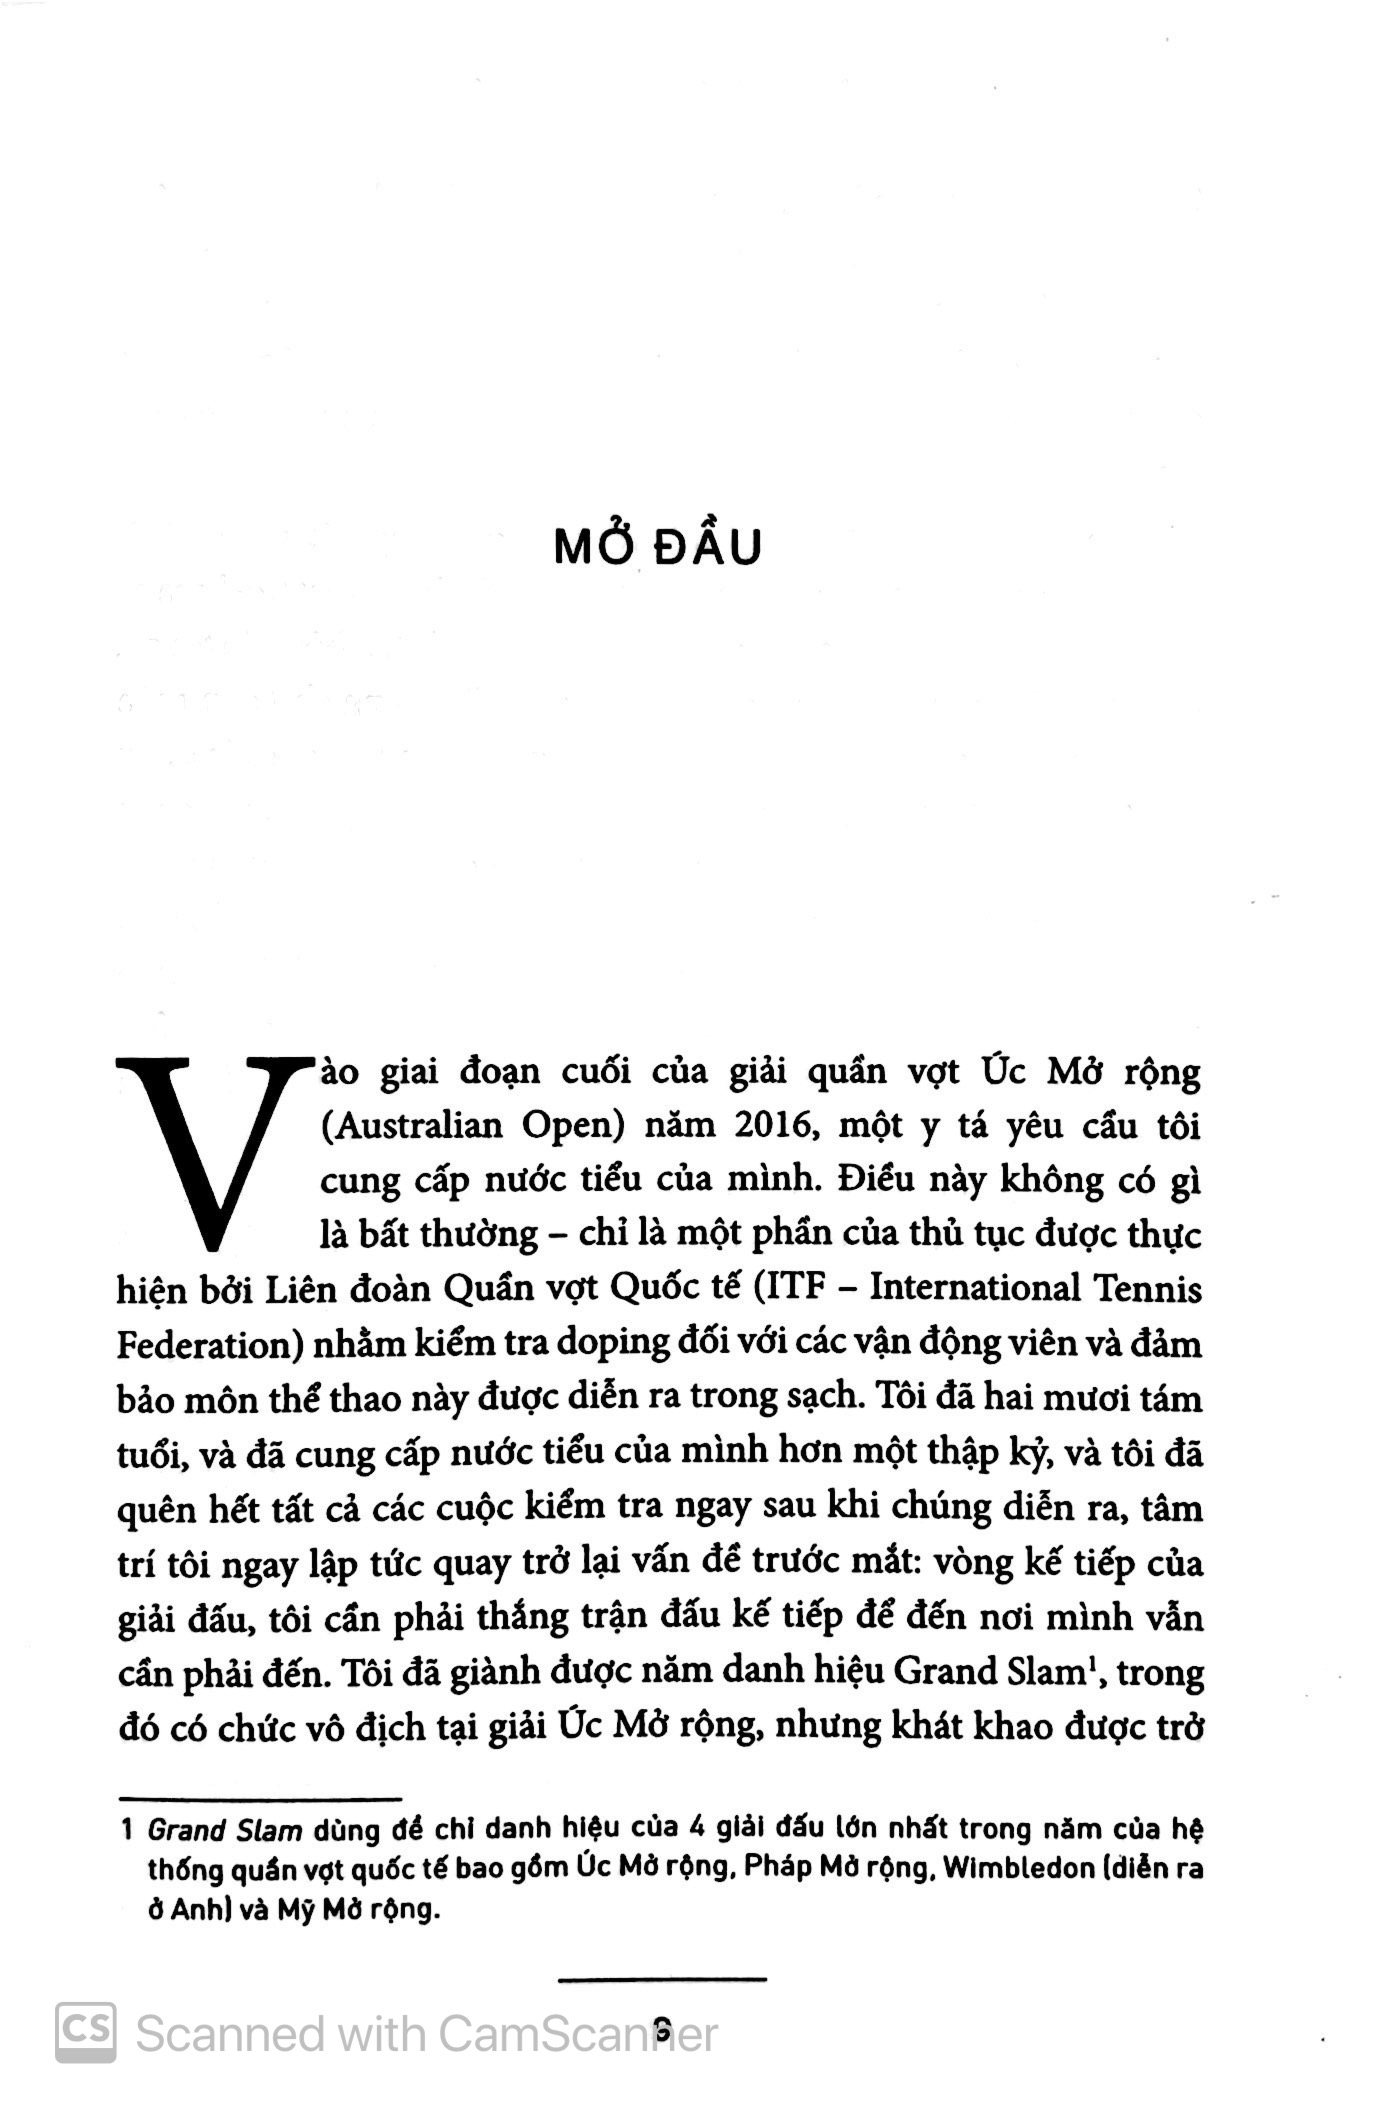 MỞ ĐẦU
Vào giai đoạn cuối của giải quần vợt Úc Mở rộng
(Australian Open) năm 2016, một y tá yêu cầu tôi
cung cấp nước tiểu của mình. Điều này không có gì
là bất thường – chỉ là một phần của thủ tục được thực
hiện bởi Liên đoàn Quần vợt Quốc tế (ITF – International Tennis
Federation) nhằm kiểm tra doping đối với các vận động viên và đảm
bảo môn thể thao này được diễn ra trong sạch. Tôi đã hai mươi tám
tuổi, và đã cung cấp nước tiểu của mình hơn một thập kỷ, và tôi đã
quên hết tất cả các cuộc kiểm tra ngay sau khi chúng diễn ra, tâm
trí tôi ngay lập tức quay trở lại vấn đề trước mắt: vòng kế tiếp của
giải đấu, tôi cần phải thắng trận đấu kế tiếp để đến nơi mình vẫn
cần phải đến. Tôi đã giành được năm danh hiệu Grand Slam¹, trong
đó có chức vô địch tại giải Úc Mở rộng, nhưng khát khao được trở
1 Grand Slam dùng để chỉ danh hiệu của 4 giải đấu lớn nhất trong năm của hệ
thống quần vợt quốc tế bao gồm Úc Mở rộng, Pháp Mở rộng, Wimbledon (diễn ra
ở Anh) và Mỹ Mở rộng.
CS Scanned with CamScanner